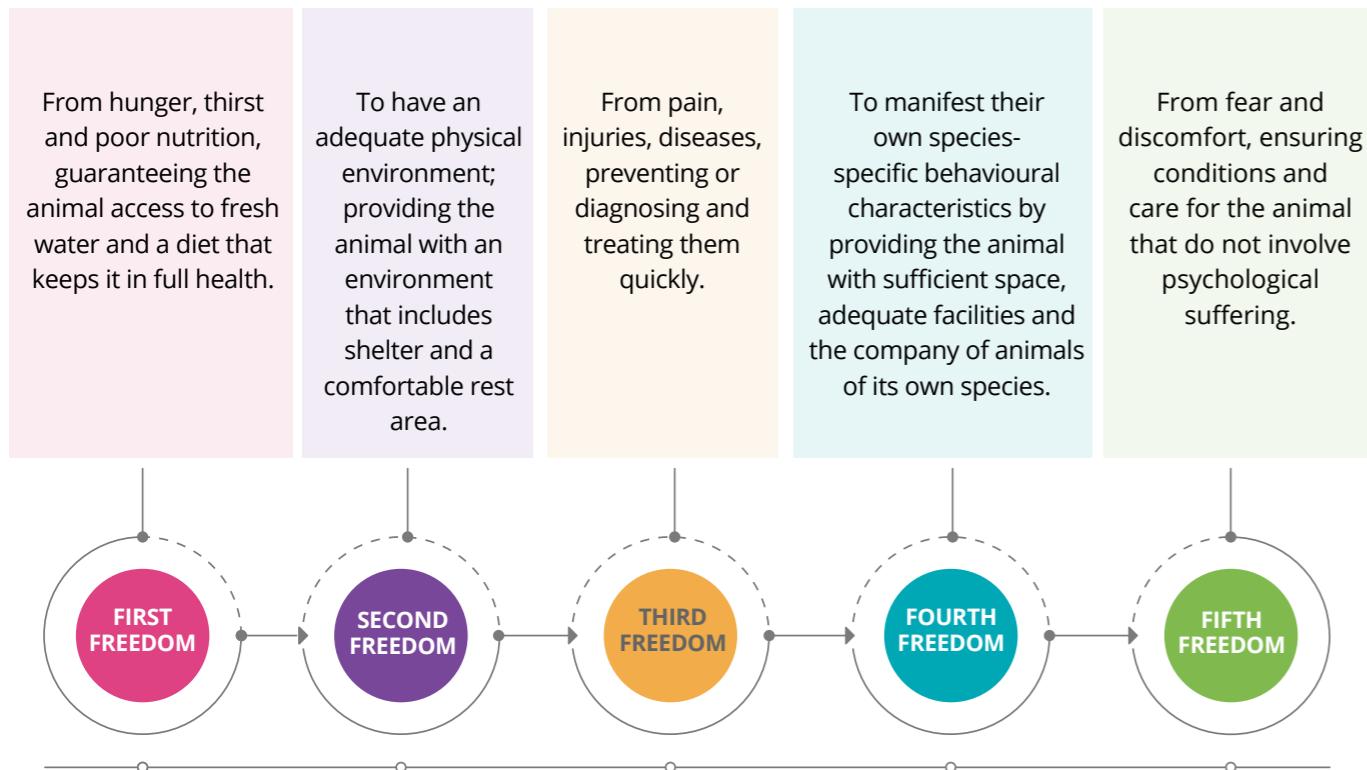 From hunger, thirst
and poor nutrition,
guaranteeing the
animal access to fresh
water and a diet that
keeps it in full health.
To have an
adequate physical
environment;
providing the
animal with an
environment
that includes
shelter and a
comfortable rest
area.
From pain,
injuries, diseases,
preventing or
diagnosing and
treating them
quickly.
To manifest their
own species-
specific behavioural
characteristics by
providing the animal
with sufficient space,
adequate facilities and
the company of animals
of its own species.
From fear and
discomfort, ensuring
conditions and
care for the animal
that do not involve
psychological
suffering.
FIRST
FREEDOM
SECOND
FREEDOM
THIRD
FREEDOM
FOURTH
FREEDOM
FIFTH
FREEDOM